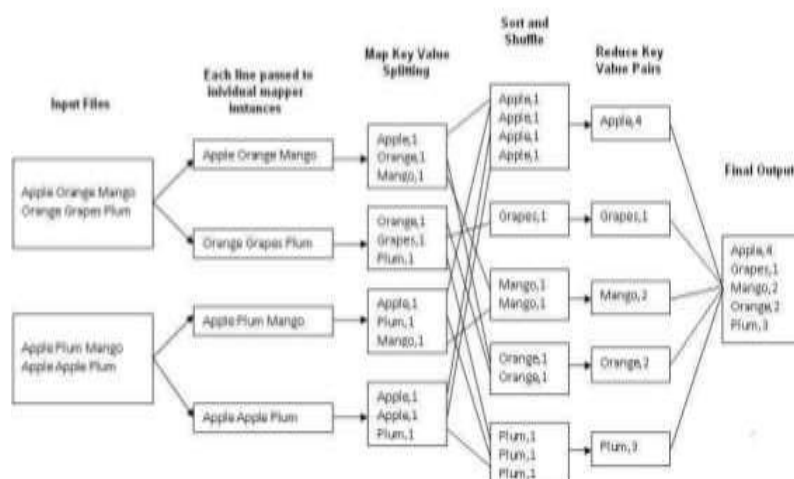 Input Files
Apple Orange Mango
Orange Grapes Plum
Apple Plum Mango
Apple Apple Plum
Each line passed to
inividual mapper
instances
Apple Orange Mango
Orange Grapes Plum
Apple Plum Mango
Apple Apple Plum
Map Key Value
Splitting
Apple,1
Orange,1
Mango,1
Orange,1
Grapes,1
Plum,1
Apple,1
Plum,1
Mango,1
Apple,1
Apple,1
Plum,1
Sort and
Shuffle
Apple,1
Apple,1
Apple,1
Apple,1
Grapes,1
Mango,1
Mango,1
Orange,1
Orange,1
Plum,1
Plum,1
Plum,1
Reduce Key
Value Pairs
Apple,4
Grapes,1
Mango,2
Orange,2
Plum,3
Final Output
Apple,4
Grapes,1
Mango,2
Orange,2
Plum,3